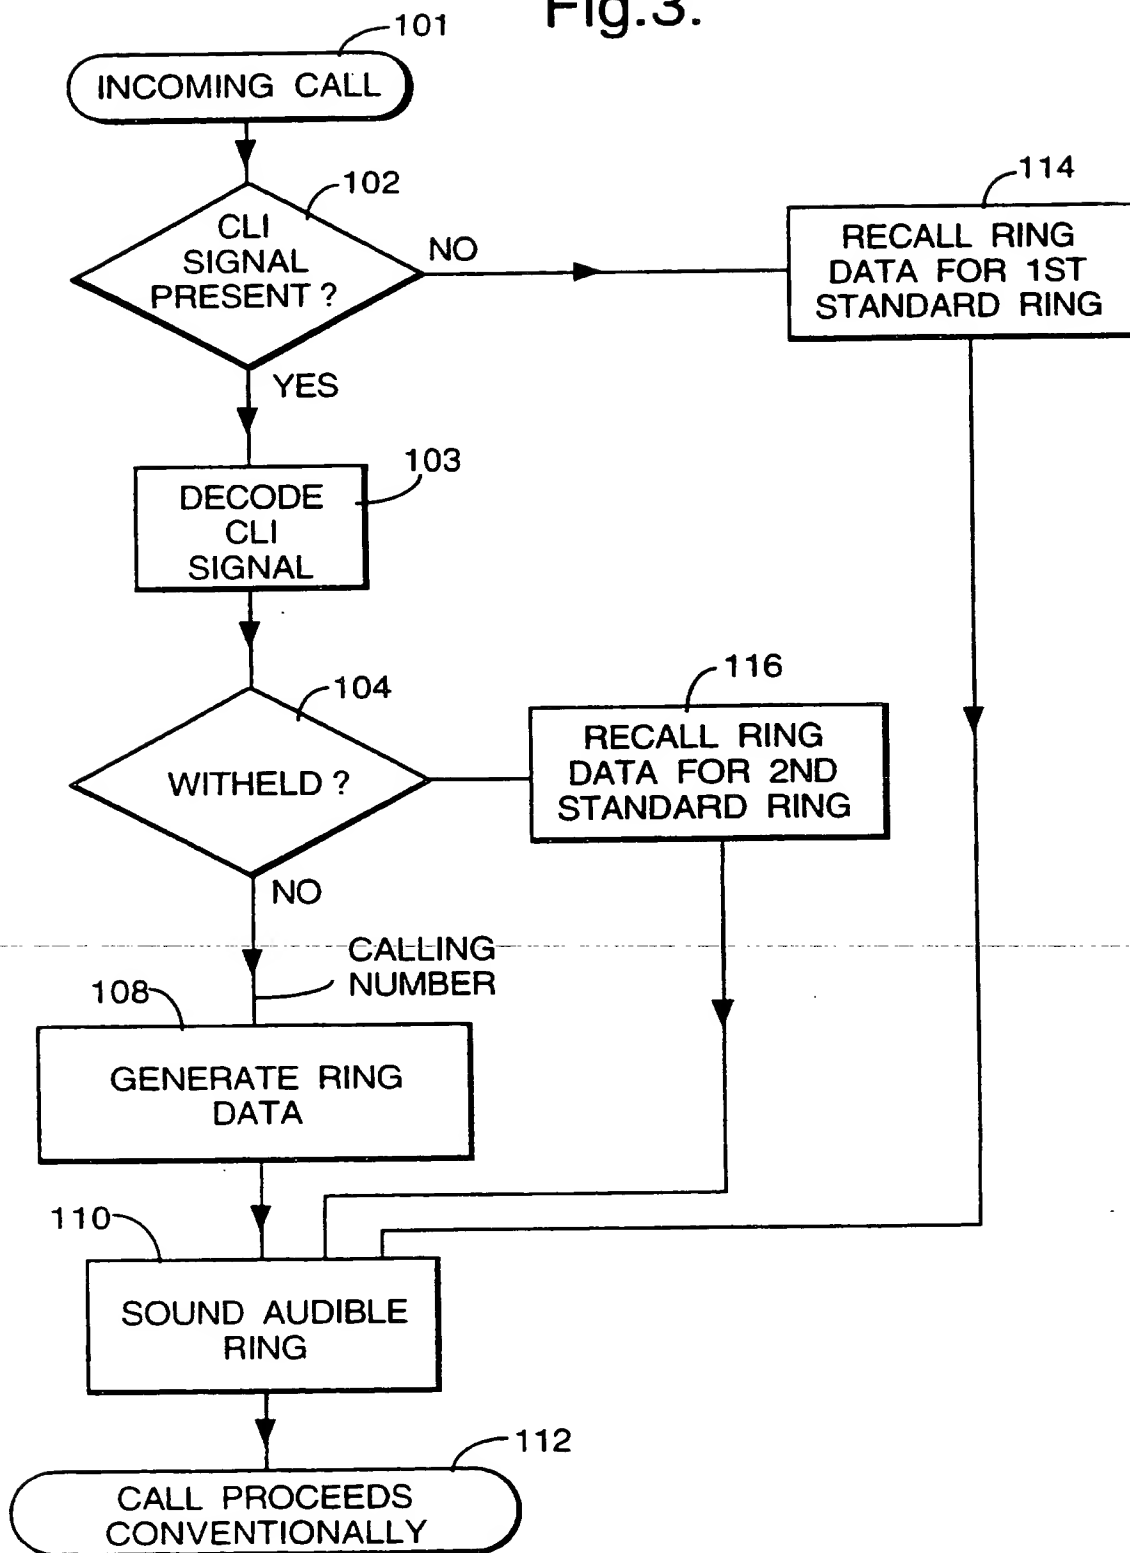 Fig.3.
101
INCOMING CALL
102
CLI
SIGNAL
PRESENT ?
NO
YES
114
RECALL RING
DATA FOR 1ST
STANDARD RING
103
DECODE
CLI
SIGNAL
104
WITHELD ?
NO
116
RECALL RING
DATA FOR 2ND
STANDARD RING
CALLING
NUMBER
108
GENERATE RING
DATA
110
SOUND AUDIBLE
RING
112
CALL PROCEEDS
CONVENTIONALLY